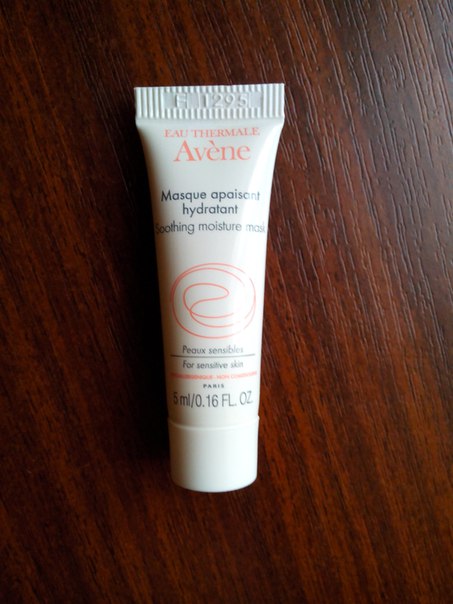 F 1295
EAU THERMALE
Avène
Masque apaisant
hydratant
Soothing moisture mask
Peaux sensibles
For sensitive skin
PARIS
5 ml/0.16 FL. OZ.